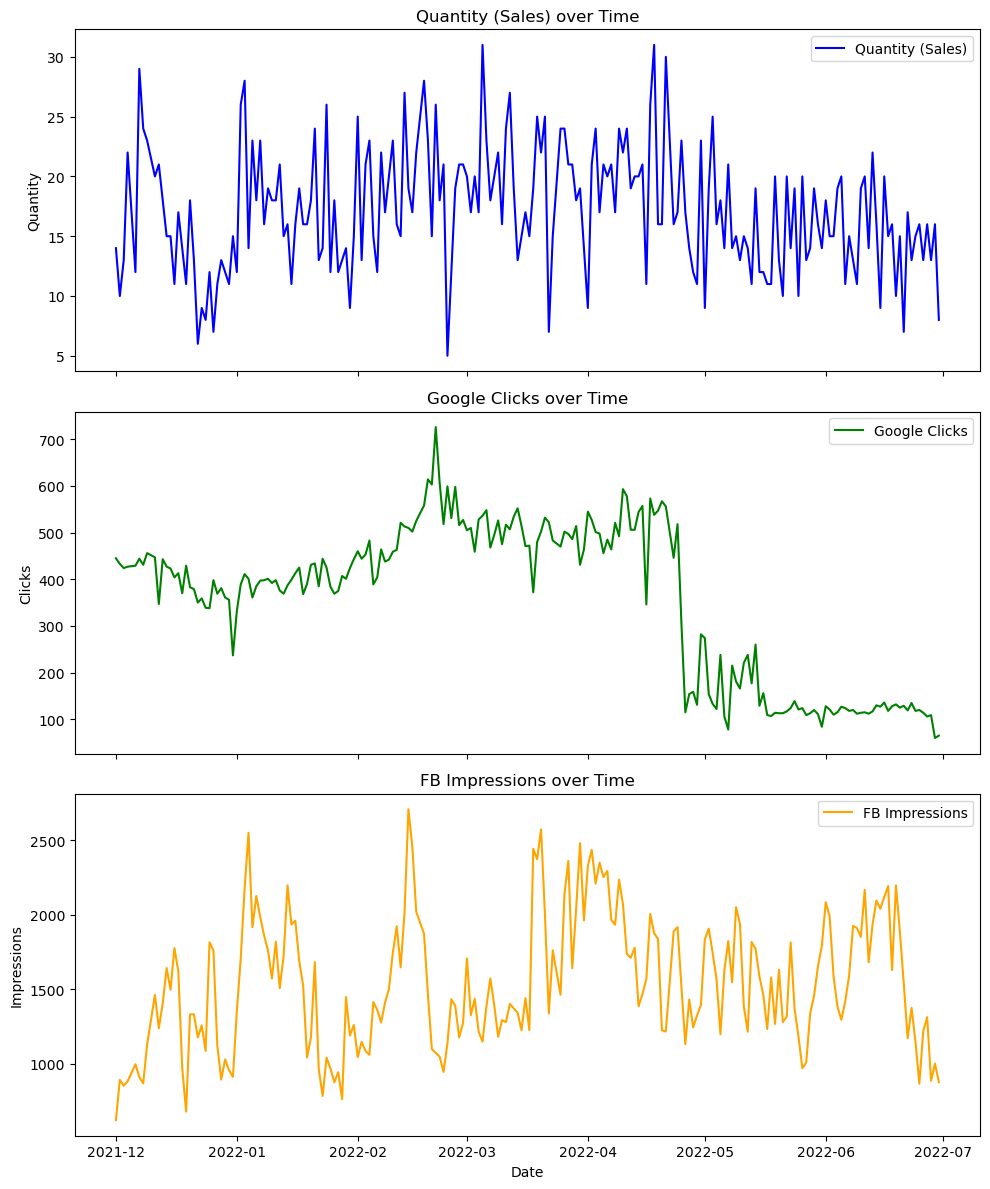 Quantity (Sales) over Time
Quantity (Sales)
Quantity
30
25
20
15
10
5
Google Clicks over Time
Google Clicks
Clicks
700
600
500
400
300
200
100
FB Impressions over Time
FB Impressions
Impressions
2500
2000
1500
1000
2021-12 2022-01 2022-02 2022-03 2022-04 2022-05 2022-06 2022-07
Date